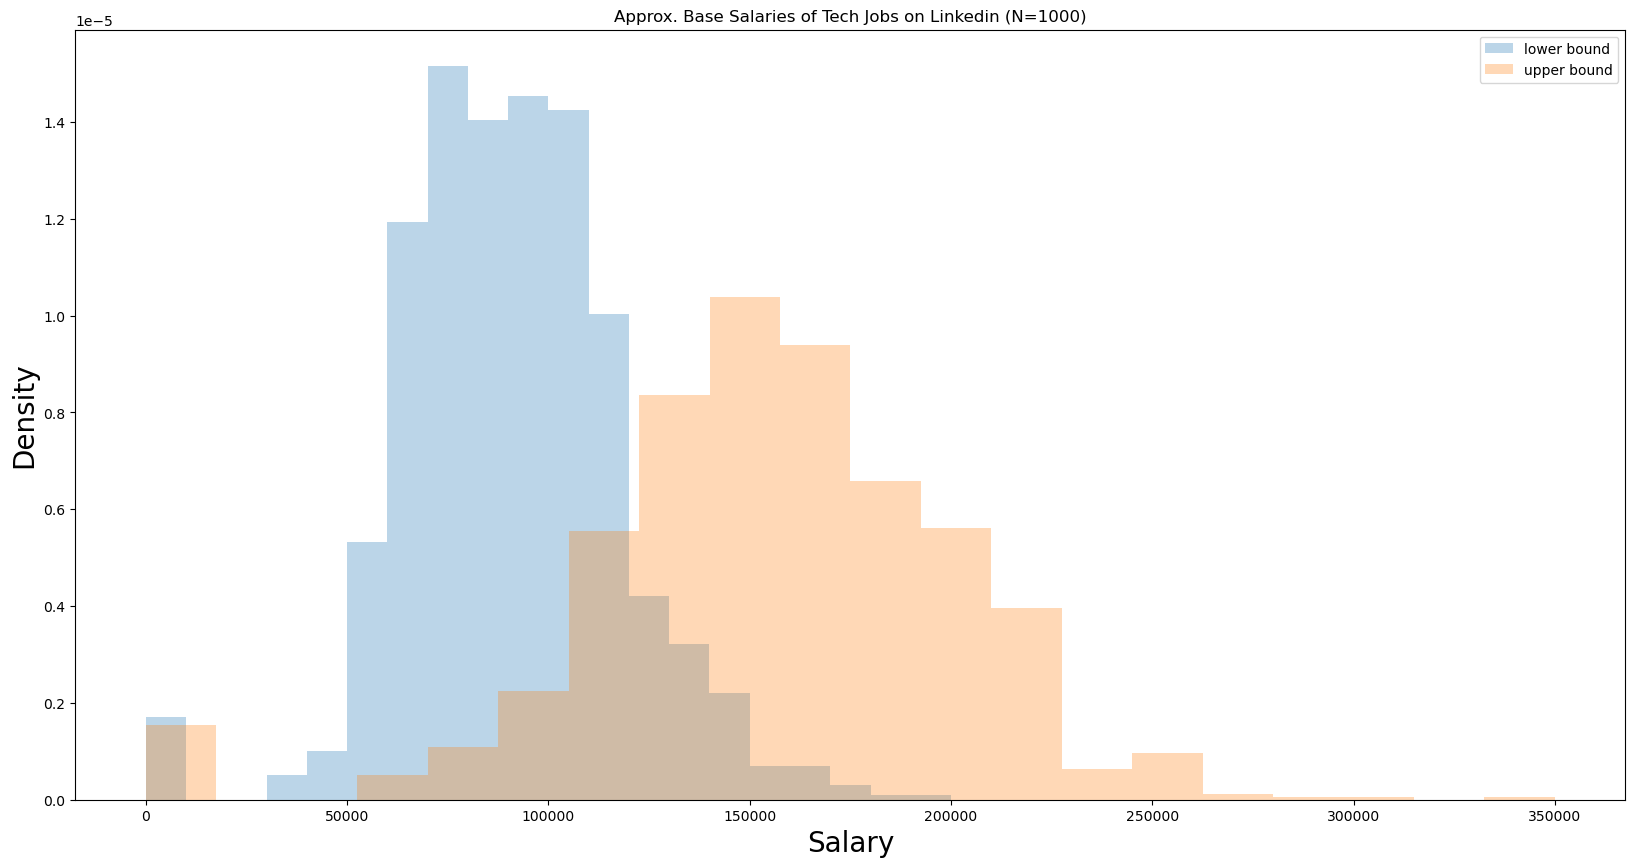 Approx. Base Salaries of Tech Jobs on Linkedin (N=1000)
1e−5
lower bound
upper bound
1.4
1.2
1.0
0.8
0.6
0.4
0.2
0.0
Density
0 50000 100000 150000 200000 250000 300000 350000
Salary